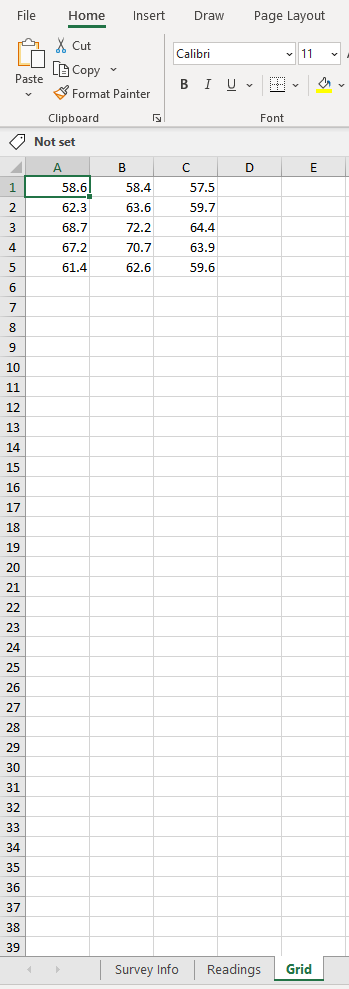 File Home Insert Draw Page Layout
Cut
Copy
Paste
Format Painter
Clipboard
Calibri 11
B I U
Font
Not set
A B C D E
1 58.6 58.4 57.5
2 62.3 63.6 59.7
3 68.7 72.2 64.4
4 67.2 70.7 63.9
5 61.4 62.6 59.6
6
7
8
9
10
11
12
13
14
15
16
17
18
19
20
21
22
23
24
25
26
27
28
29
30
31
32
33
34
35
36
37
38
39
Survey Info Readings Grid